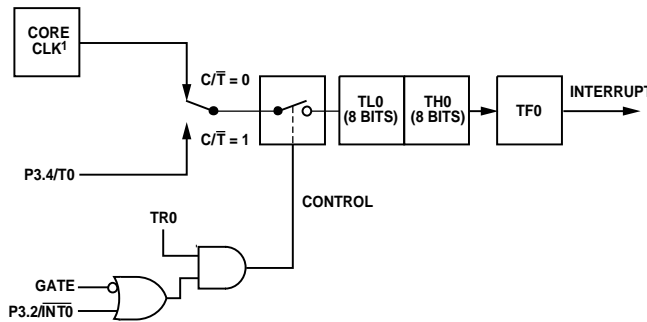 CORE
CLK¹
C/T̅ = 0
TL0
(8 BITS)
TH0
(8 BITS)
TF0
INTERRUPT
C/T̅ = 1
P3.4/T0
CONTROL
TR0
GATE
P3.2/I̅N̅T̅0̅